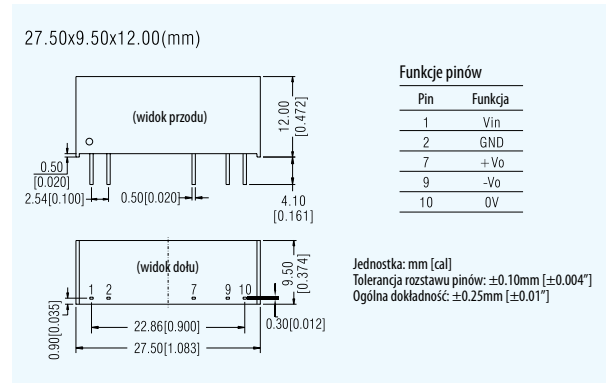 27.50x9.50x12.00(mm)
(widok przodu)
12.00
[0.472]
0.50
[0.020]
2.54[0.100]
0.50[0.020]
4.10
[0.161]
(widok dołu)
1 2 7 9 10
9.50
[0.374]
0.90[0.035]
22.86[0.900]
0.30[0.012]
27.50[1.083]
Funkcje pinów
Pin Funkcja
1 Vin
2 GND
7 +Vo
9 -Vo
10 0V
Jednostka: mm [cal]
Tolerancja rozstawu pinów: ±0.10mm [±0.004″]
Ogólna dokładność: ±0.25mm [±0.01″]